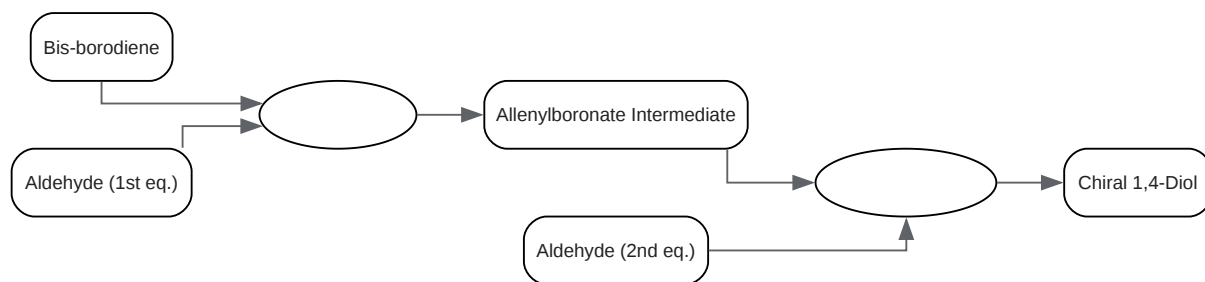 Bis-borodiene
Aldehyde (1st eq.)
Allenylboronate Intermediate
Aldehyde (2nd eq.)
Chiral 1,4-Diol